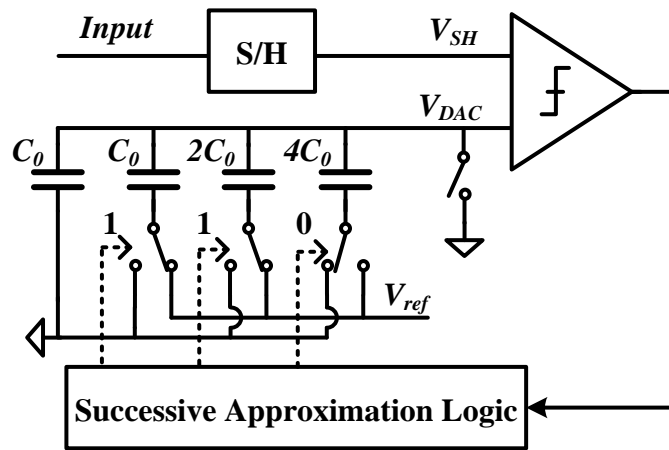 Input
S/H
V_SH
V_DAC
C_0
C_0
2C_0
4C_0
1
1
0
V_ref
Successive Approximation Logic